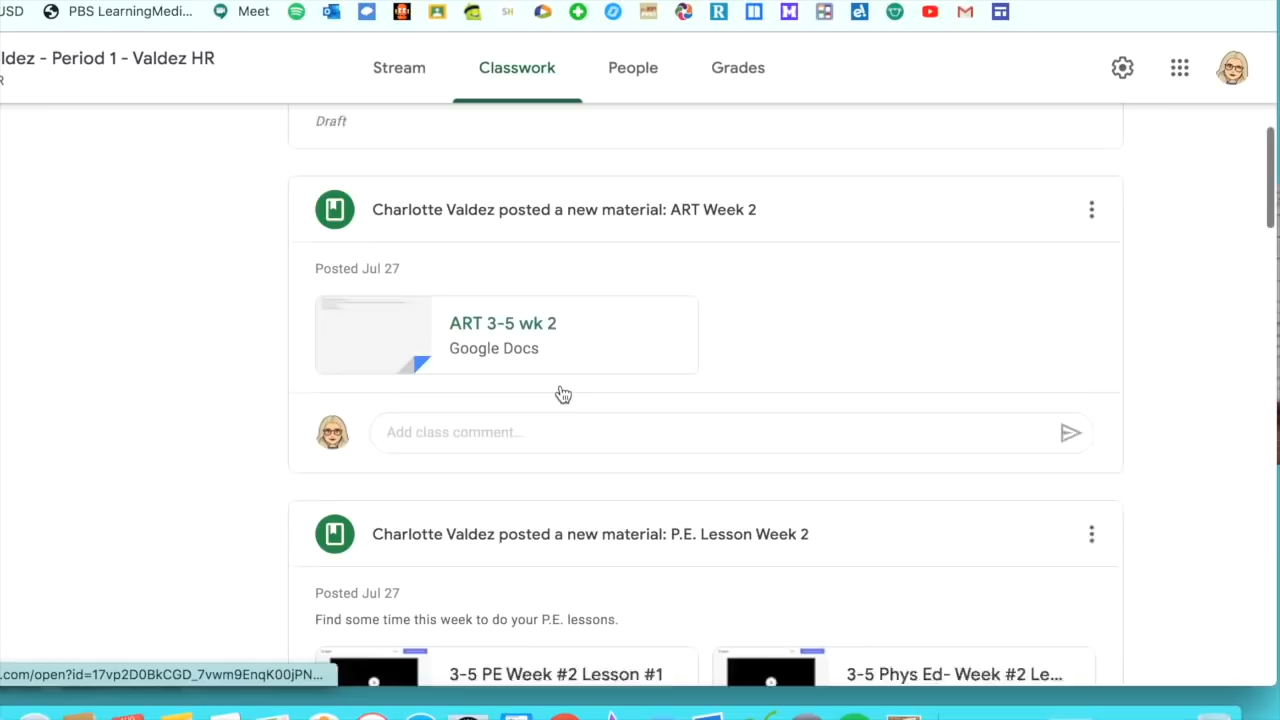 USD
PBS LearningMedi...
Meet
SH
R
M
ldez - Period 1 - Valdez HR
R
Stream
Classwork
People
Grades
Draft
Charlotte Valdez posted a new material: ART Week 2
Posted Jul 27
ART 3-5 wk 2
Google Docs
Add class comment...
Charlotte Valdez posted a new material: P.E. Lesson Week 2
Posted Jul 27
Find some time this week to do your P.E. lessons.
3-5 PE Week #2 Lesson #1
3-5 Phys Ed- Week #2 Le...
.com/open?id=17vp2D0BkCGD_7vwm9EnqK00jPN...